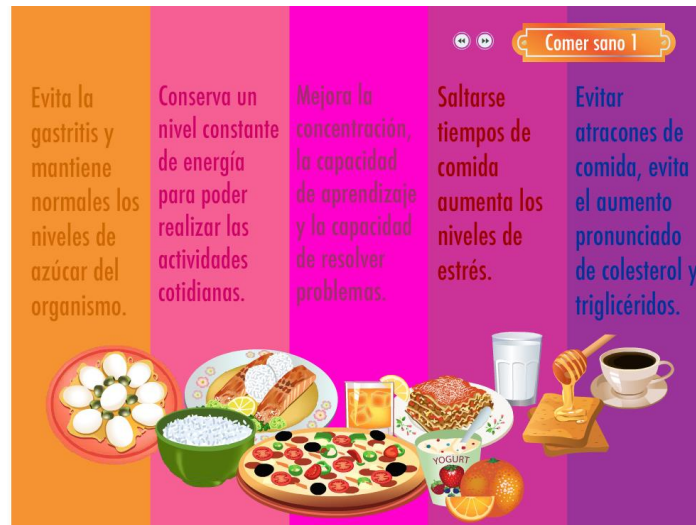 Comer sano 1
Evita la
gastritis y
mantiene
normales los
niveles de
azúcar del
organismo.
Conserva un
nivel constante
de energía
para poder
realizar las
actividades
cotidianas.
Mejora la
concentración,
la capacidad
de aprendizaje
y la capacidad
de resolver
problemas.
Saltarse
tiempos de
comida
aumenta los
niveles de
estrés.
Evitar
atracones de
comida, evita
el aumento
pronunciado
de colesterol y
triglicéridos.
YOGURT